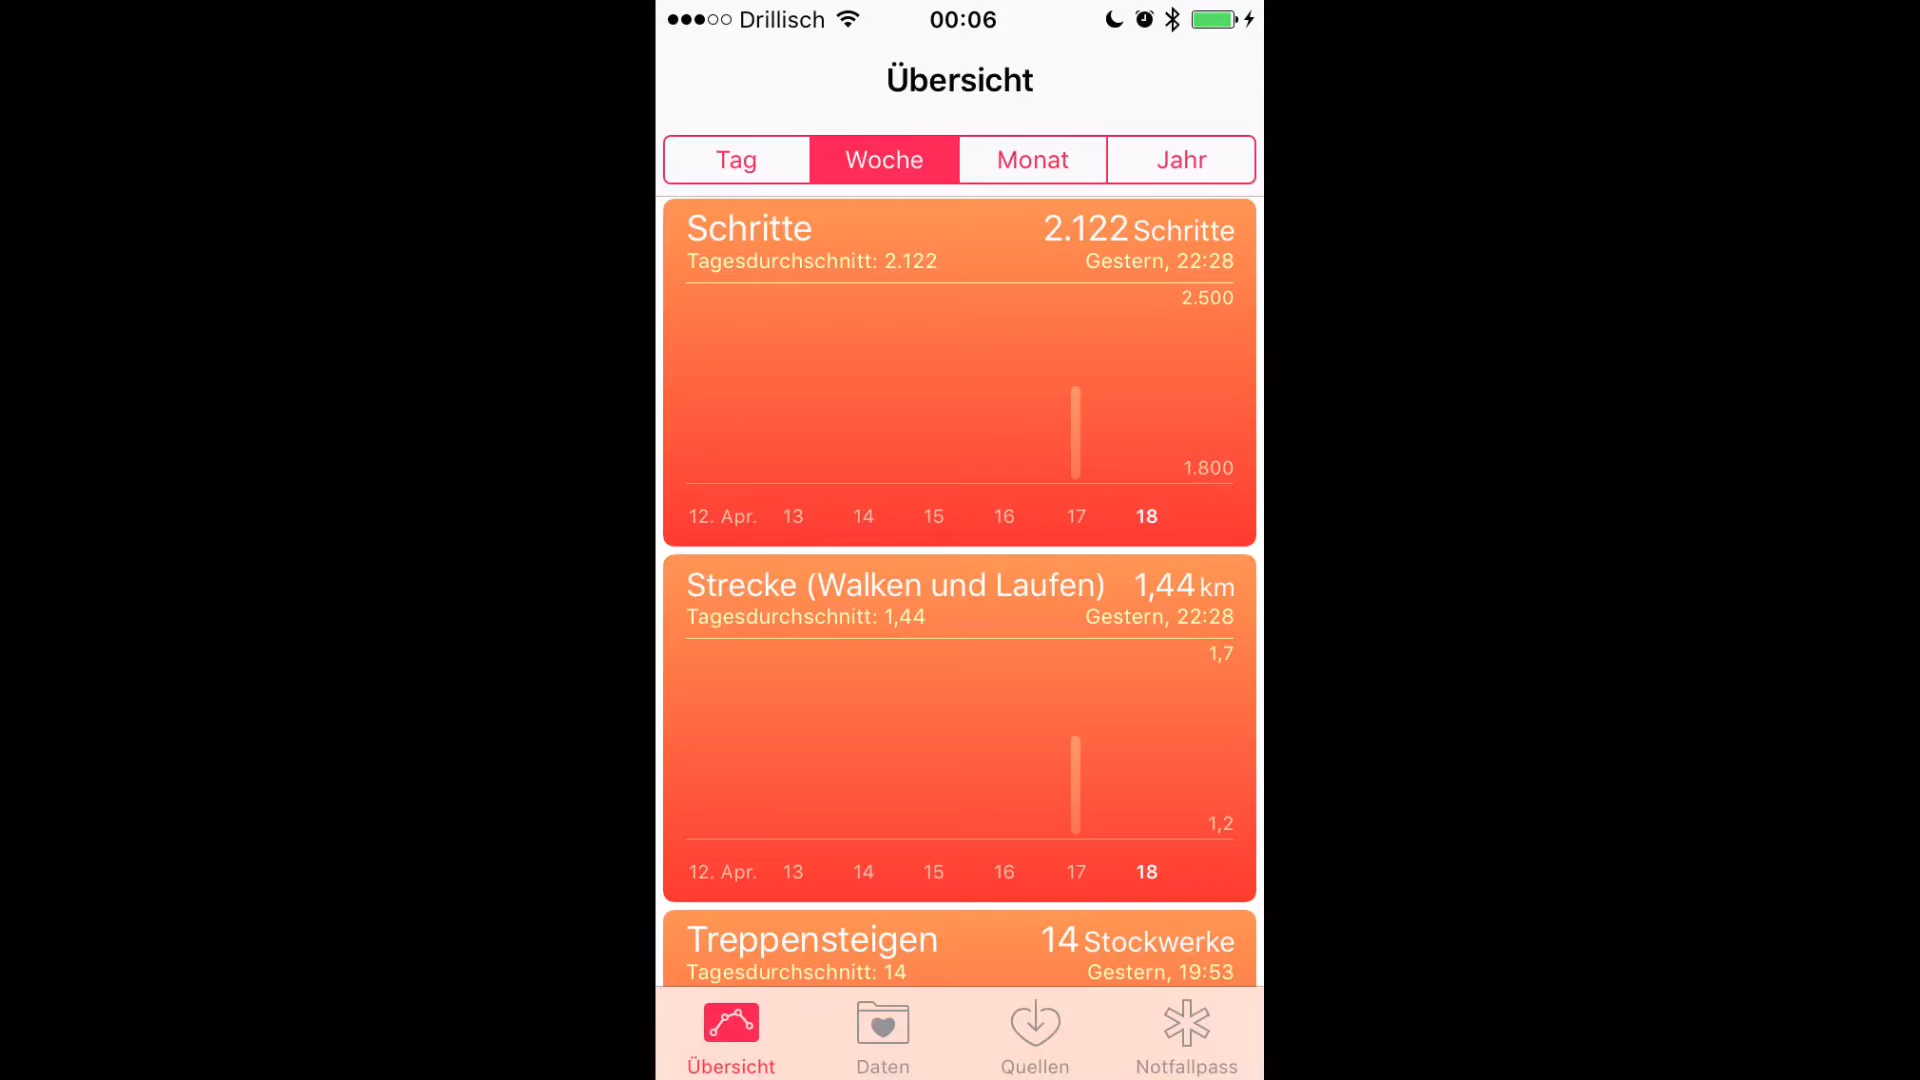 Drillisch 00:06
Übersicht
Tag Woche Monat Jahr
Schritte 2.122 Schritte
Tagesdurchschnitt: 2.122 Gestern, 22:28
2.500
1.800
12. Apr. 13 14 15 16 17 18
Strecke (Walken und Laufen) 1,44 km
Tagesdurchschnitt: 1,44 Gestern, 22:28
1,7
1,2
12. Apr. 13 14 15 16 17 18
Treppensteigen 14 Stockwerke
Tagesdurchschnitt: 14 Gestern, 19:53
Übersicht Daten Quellen Notfallpass